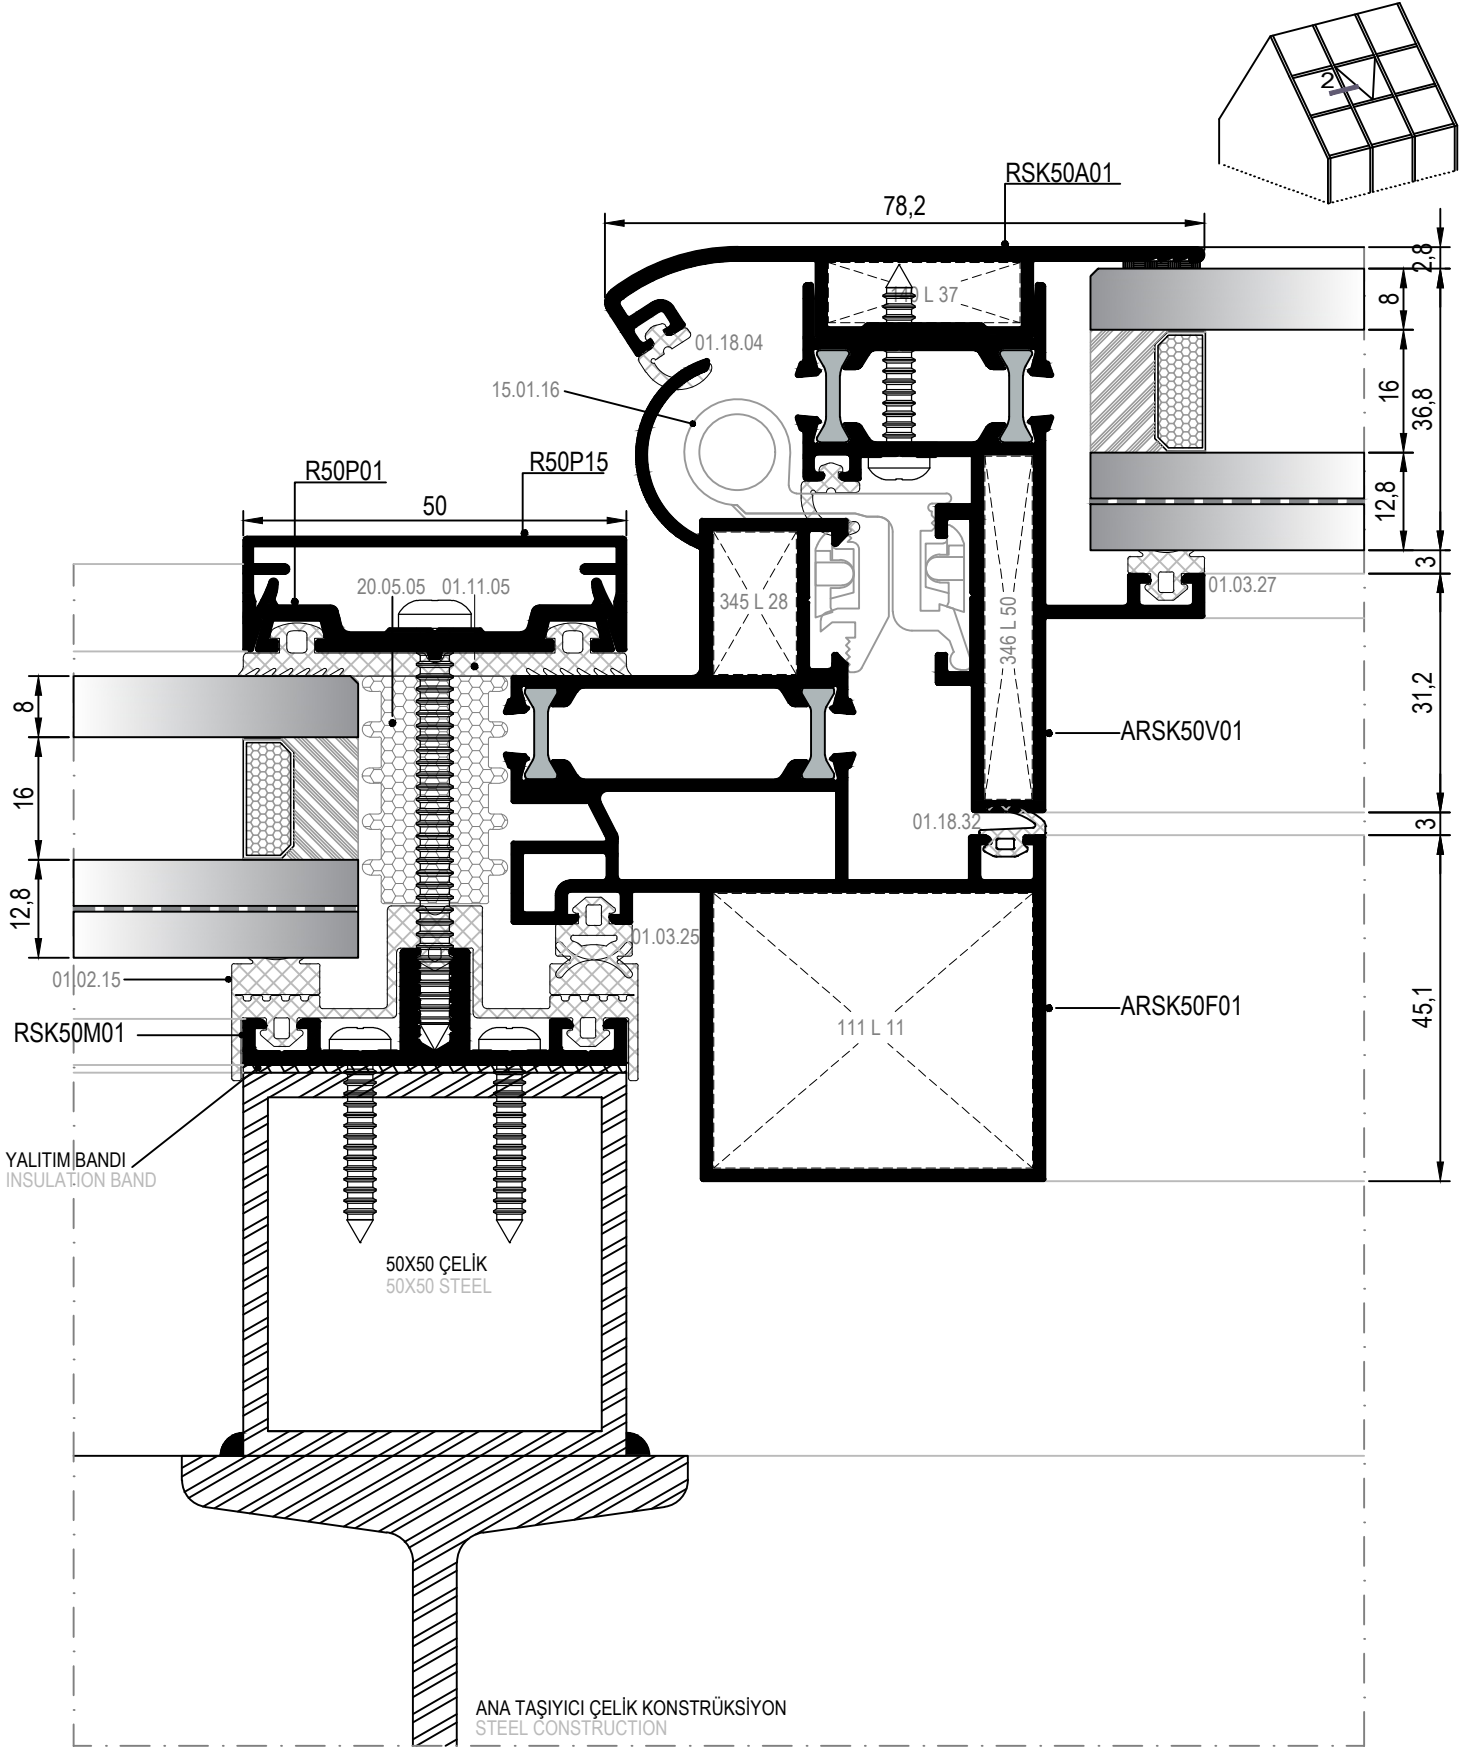 2
RSK50A01
78,2
2,8
8
140 L 37
01.18.04
15.01.16
16
36,8
R50P01
R50P15
50
12,8
20.05.05
01.11.05
3
01.03.27
345 L 28
346 L 50
8
31,2
ARSK50V01
16
01.18.32
3
12,8
01.03.25
01.02.15
RSK50M01
111 L 11
ARSK50F01
45,1
YALITIM BANDI
INSULATION BAND
50X50 ÇELİK
50X50 STEEL
ANA TAŞIYICI ÇELİK KONSTRÜKSİYON
STEEL CONSTRUCTION